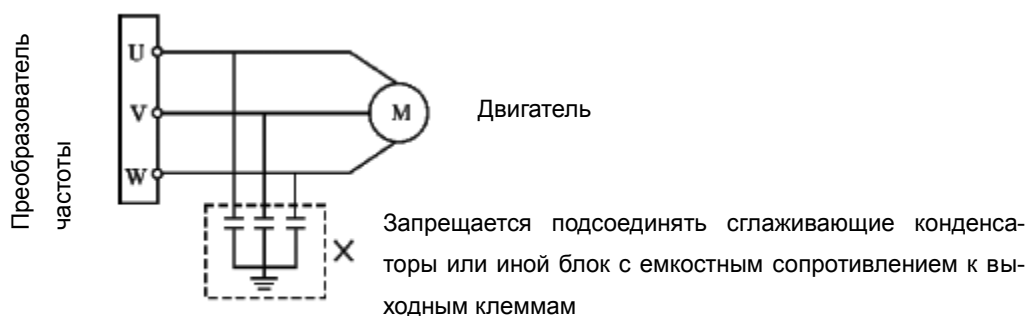 Преобразователь
частоты
U
V
W
M
Двигатель
Запрещается подсоединять сглаживающие конденса-
торы или иной блок с емкостным сопротивлением к вы-
ходным клеммам